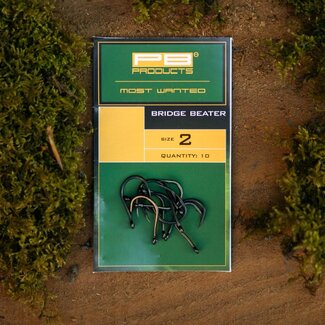 PB
PRODUCTS
MOST WANTED
BRIDGE BEATER
SIZE 2
QUANTITY: 10